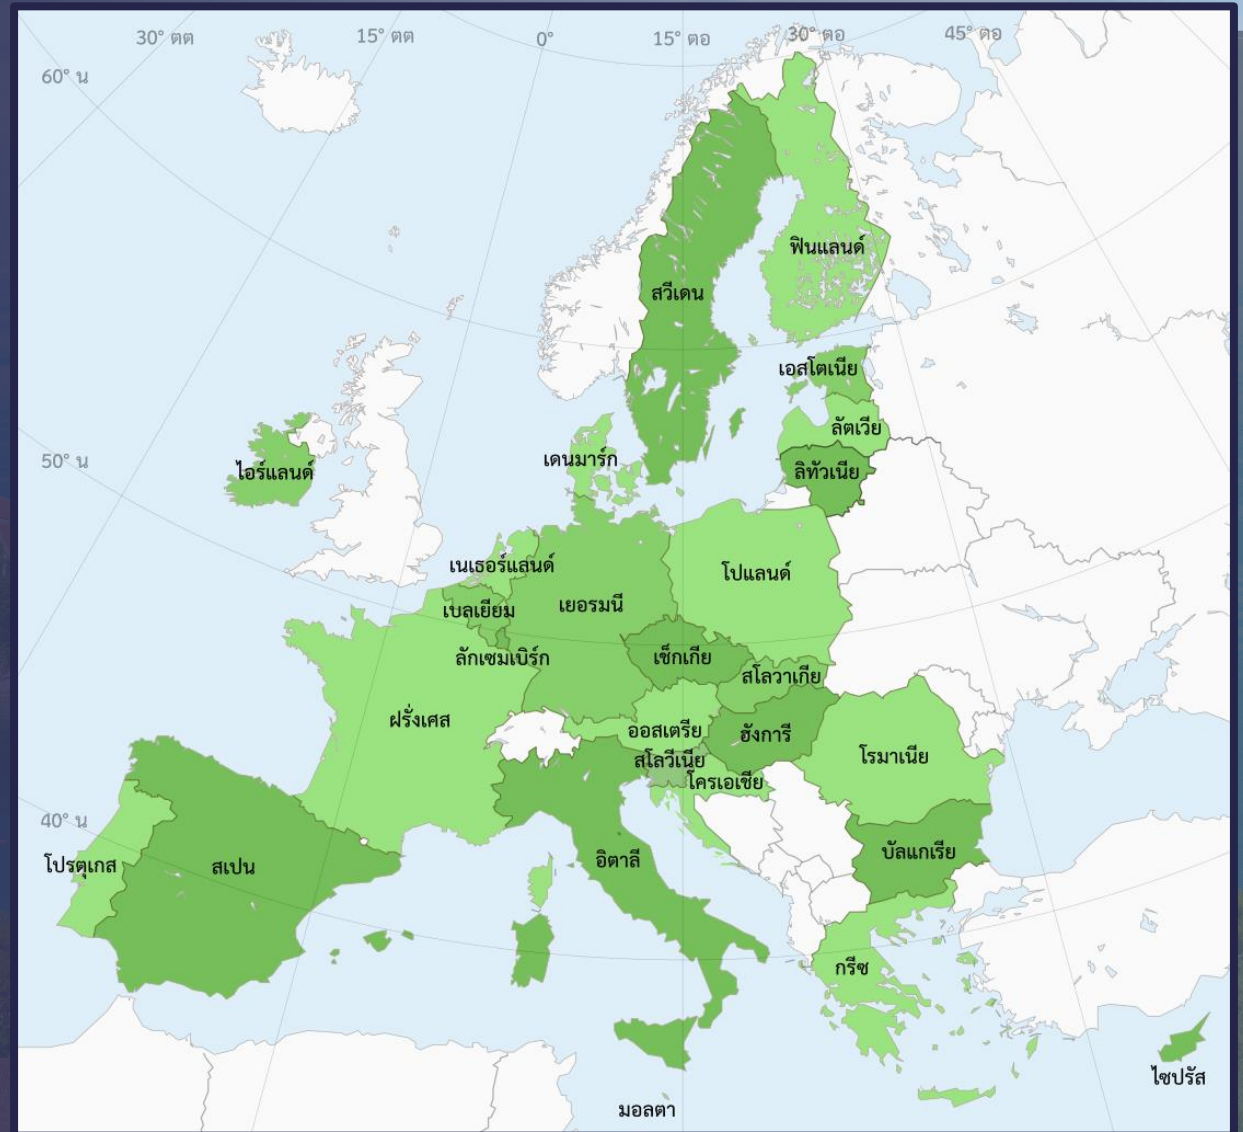 30° ตต
15° ตต
0°
15° ตอ
30° ตอ
45° ตอ
60° น
ฟินแลนด์
สวีเดน
เอสโตเนีย
ลัตเวีย
50° น
เดนมาร์ก
ไอร์แลนด์
ลิทัวเนีย
เนเธอร์แลนด์
โปแลนด์
เบลเยียม
เยอรมนี
ลักเซมเบิร์ก
เช็กเกีย
สโลวาเกีย
ฝรั่งเศส
ออสเตรีย
ฮังการี
สโลวีเนีย
โรมาเนีย
โครเอเชีย
40° น
โปรตุเกส
สเปน
อิตาลี
บัลแกเรีย
กรีซ
ไซปรัส
มอลตา